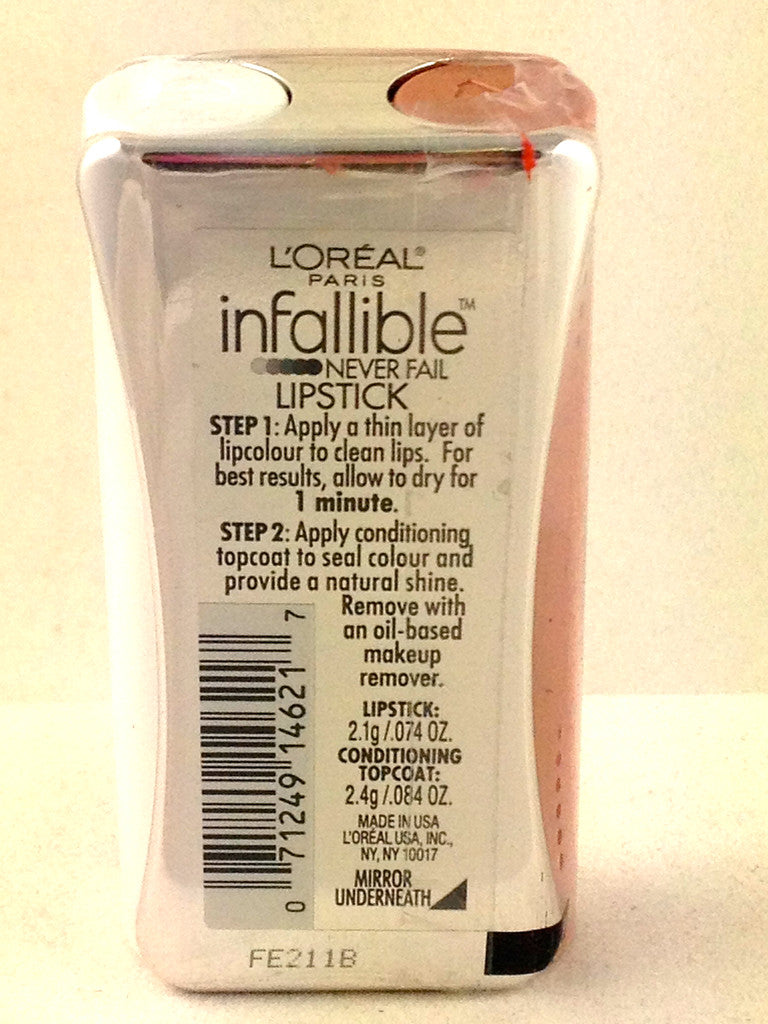 L'ORÉAL®
PARIS
infallible™
NEVER FAIL
LIPSTICK
STEP 1: Apply a thin layer of
lipcolour to clean lips. For
best results, allow to dry for
1 minute.
STEP 2: Apply conditioning
topcoat to seal colour and
provide a natural shine.
Remove with
an oil-based
makeup
remover.
LIPSTICK:
2.1g/.074 OZ.
CONDITIONING
TOPCOAT:
2.4g/.084 OZ.
MADE IN USA
L'ORÉAL USA, INC.,
NY, NY 10017
MIRROR
UNDERNEATH
0 71249 14621 7
FE211B